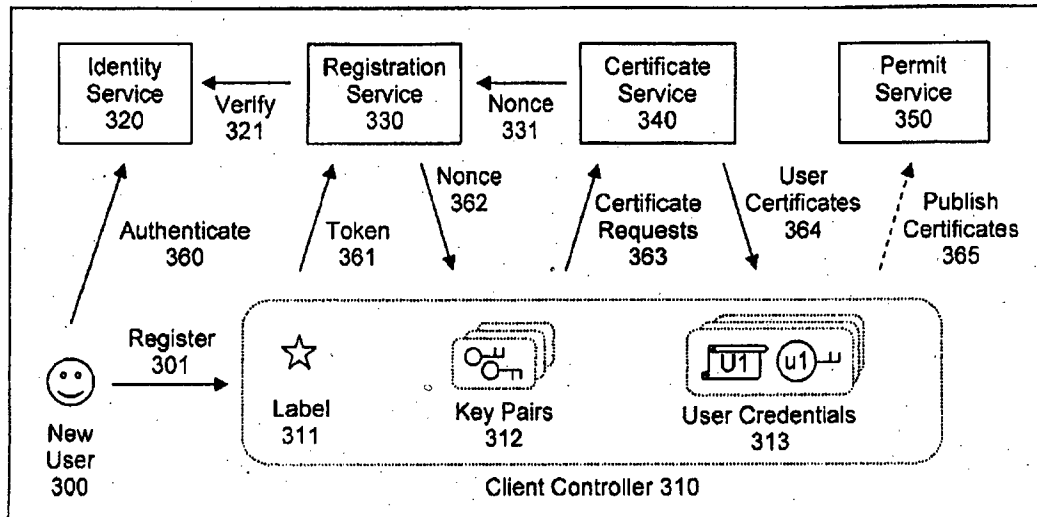 Identity
Service
320
Registration
Service
330
Certificate
Service
340
Permit
Service
350
Verify
321
Nonce
331
Authenticate
360
Token
361
Nonce
362
Certificate
Requests
363
User
Certificates
364
Publish
Certificates
365
Register
301
New
User
300
Label
311
Key Pairs
312
U1
u1
User Credentials
313
Client Controller 310